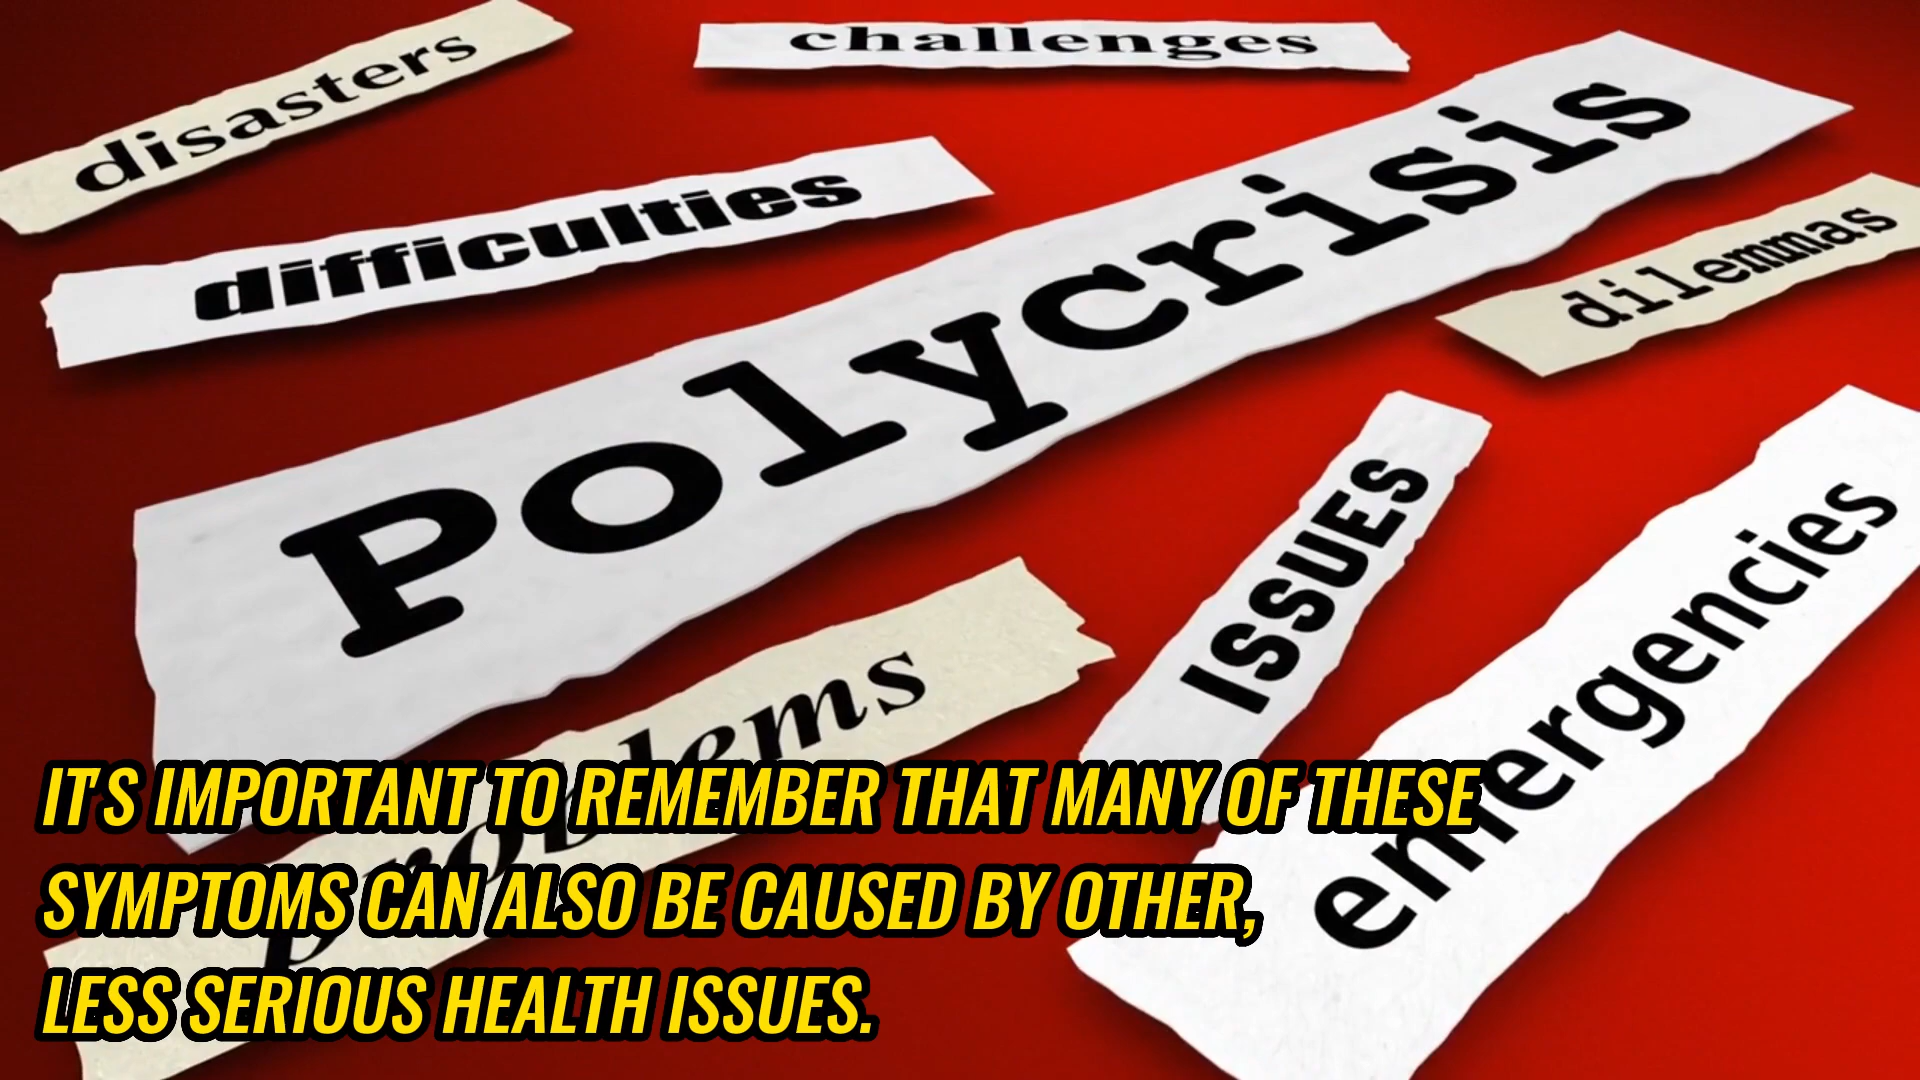 disasters
challenges
difficulties
Polycrisis
dilemmas
ISSUES
emergencies
problems
IT'S IMPORTANT TO REMEMBER THAT MANY OF THESE
SYMPTOMS CAN ALSO BE CAUSED BY OTHER,
LESS SERIOUS HEALTH ISSUES.